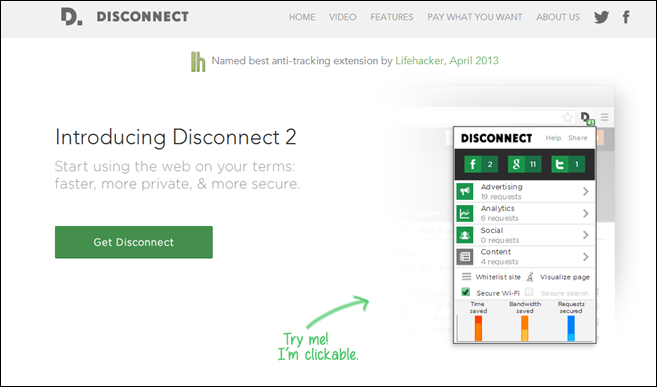 D. DISCONNECT HOME VIDEO FEATURES PAY WHAT YOU WANT ABOUT US
lh Named best anti-tracking extension by Lifehacker, April 2013
Introducing Disconnect 2
Start using the web on your terms:
faster, more private, & more secure.
Get Disconnect
Try me!
I'm clickable.
D 43
DISCONNECT Help Share
f 2 g 11 t 1
Advertising
19 requests
Analytics
6 requests
Social
0 requests
Content
4 requests
Whitelist site Visualize page
Secure Wi-Fi Secure search
Time Bandwidth Requests
saved saved secured